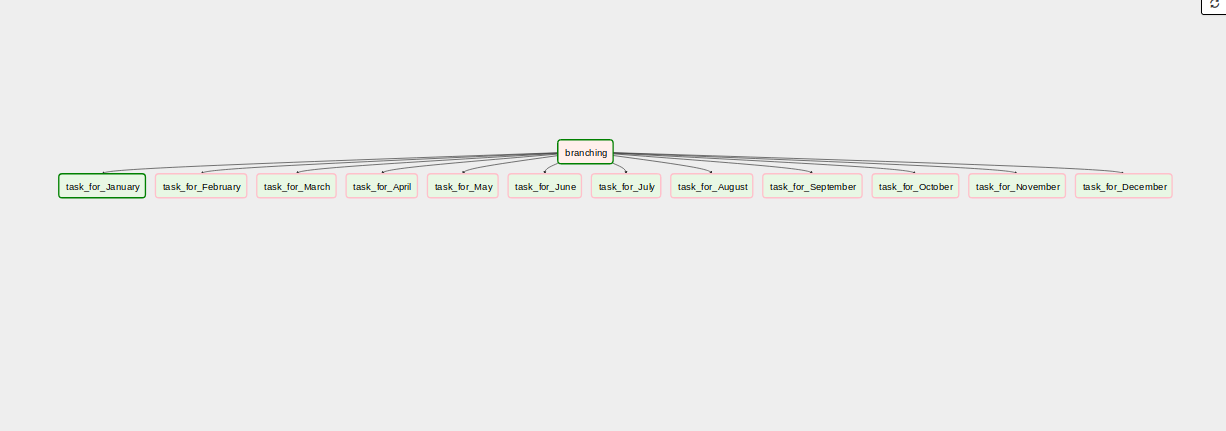 branching
task_for_January
task_for_February
task_for_March
task_for_April
task_for_May
task_for_June
task_for_July
task_for_August
task_for_September
task_for_October
task_for_November
task_for_December